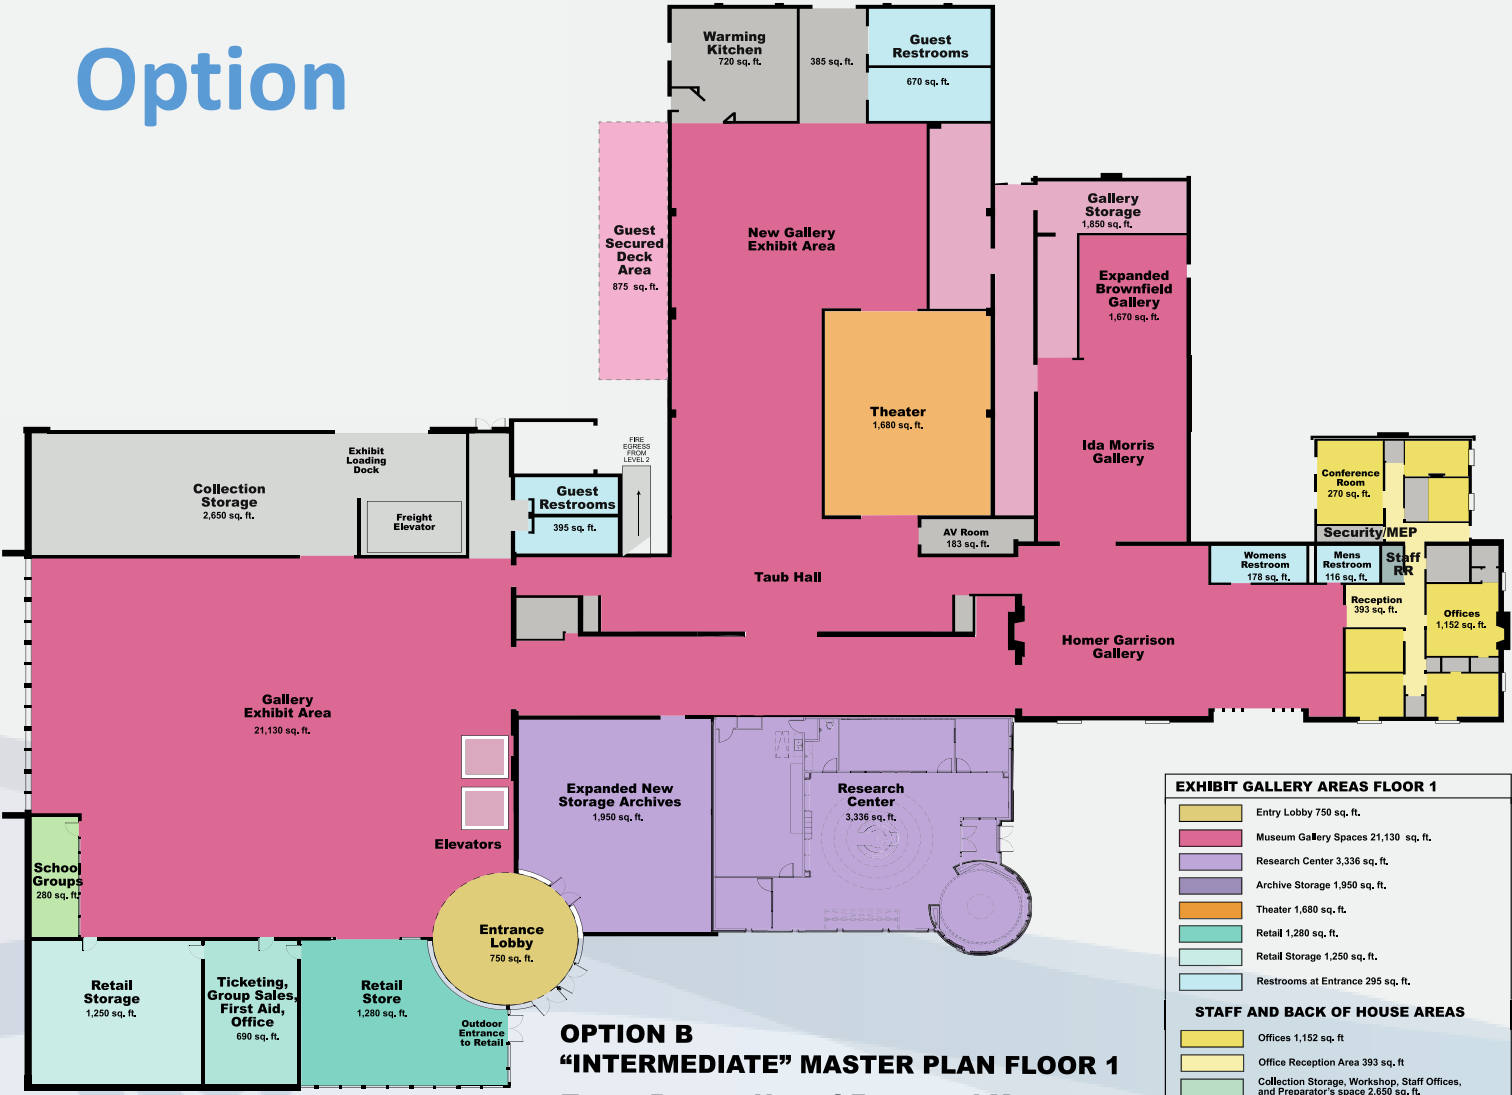 Option
Warming
Kitchen
720 sq. ft.
385 sq. ft.
Guest
Restrooms
670 sq. ft.
Guest
Secured
Deck
Area
875 sq. ft.
New Gallery
Exhibit Area
Gallery
Storage
1,850 sq. ft.
Expanded
Brownfield
Gallery
1,670 sq. ft.
Theater
1,680 sq. ft.
Ida Morris
Gallery
Exhibit
Loading
Dock
Collection
Storage
2,650 sq. ft.
Freight
Elevator
Guest
Restrooms
395 sq. ft.
FIRE
EGRESS
FROM
LEVEL 2
AV Room
183 sq. ft.
Conference
Room
270 sq. ft.
Security/MEP
Womens
Restroom
178 sq. ft.
Mens
Restroom
116 sq. ft.
Staff
RR
Reception
393 sq. ft.
Offices
1,152 sq. ft.
Taub Hall
Homer Garrison
Gallery
Gallery
Exhibit Area
21,130 sq. ft.
Elevators
Expanded New
Storage Archives
1,950 sq. ft.
Research
Center
3,336 sq. ft.
School
Groups
280 sq. ft.
Entrance
Lobby
750 sq. ft.
Retail
Storage
1,250 sq. ft.
Ticketing,
Group Sales,
First Aid,
Office
690 sq. ft.
Retail
Store
1,280 sq. ft.
Outdoor
Entrance
to Retail
OPTION B
“INTERMEDIATE” MASTER PLAN FLOOR 1
EXHIBIT GALLERY AREAS FLOOR 1
Entry Lobby 750 sq. ft.
Museum Gallery Spaces 21,130 sq. ft.
Research Center 3,336 sq. ft.
Archive Storage 1,950 sq. ft.
Theater 1,680 sq. ft.
Retail 1,280 sq. ft.
Retail Storage 1,250 sq. ft.
Restrooms at Entrance 295 sq. ft.
STAFF AND BACK OF HOUSE AREAS
Offices 1,152 sq. ft
Office Reception Area 393 sq. ft
Collection Storage, Workshop, Staff Offices,
and Preparator's space 2,650 sq. ft.